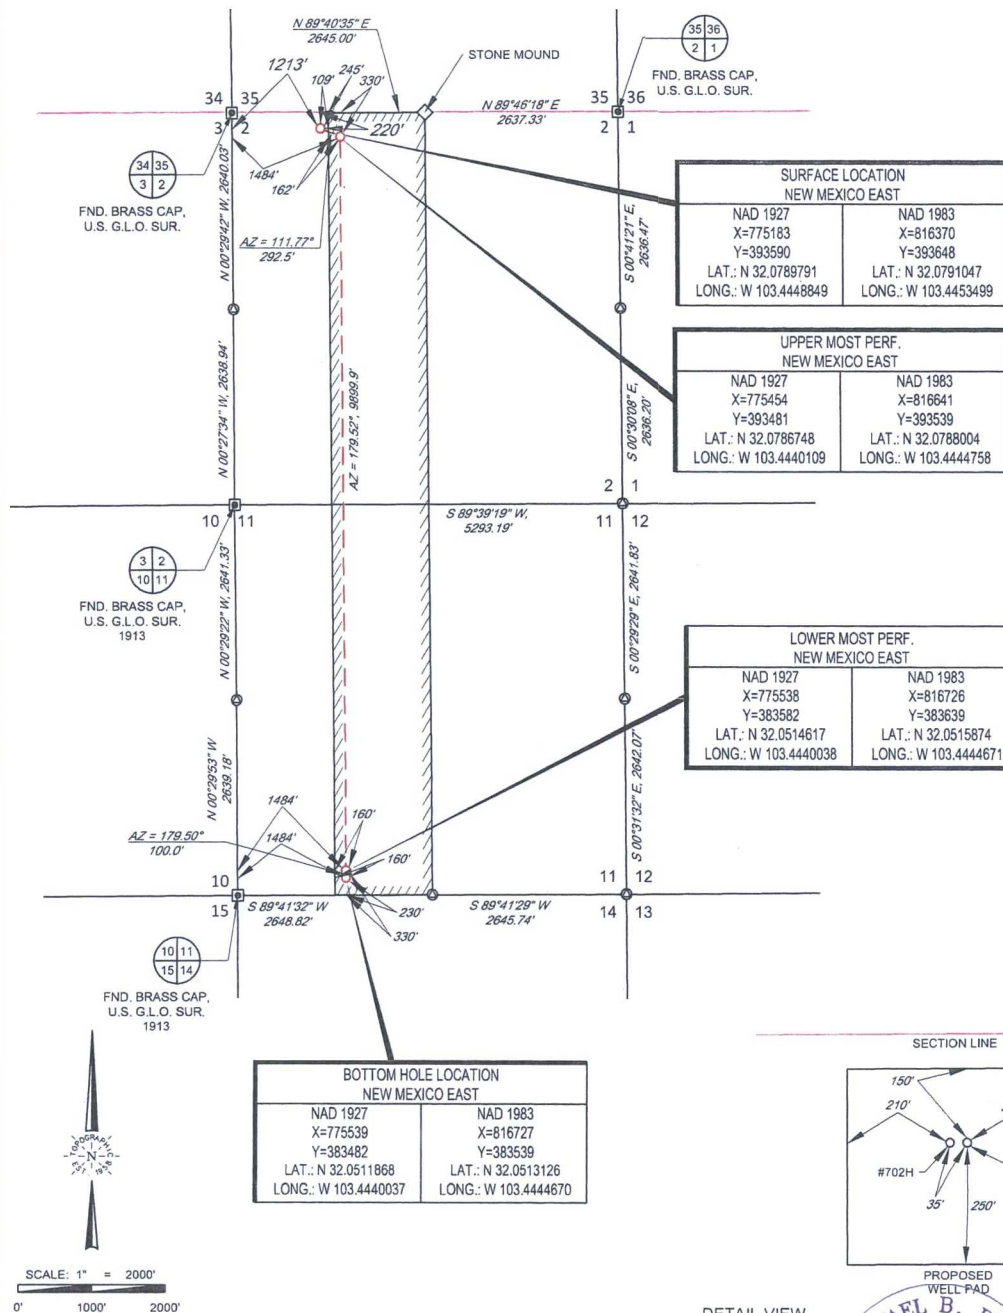 N 89°40'35" E
2645.00'
STONE MOUND
35 36
2 1
FND. BRASS CAP,
U.S. G.L.O. SUR.
1213'
109'
245'
330'
220'
34 35
3 2
N 89°46'18" E
2637.33'
35 36
2 1
34 35
3 2
FND. BRASS CAP,
U.S. G.L.O. SUR.
1484'
162'
AZ = 111.77°
292.5'
N 00°29'42" W, 2640.03'
S 00°41'21" E,
2636.47'
SURFACE LOCATION
NEW MEXICO EAST
NAD 1927
X=775183
Y=393590
LAT.: N 32.0789791
LONG.: W 103.4448849
NAD 1983
X=816370
Y=393648
LAT.: N 32.0791047
LONG.: W 103.4453499
UPPER MOST PERF.
NEW MEXICO EAST
NAD 1927
X=775454
Y=393481
LAT.: N 32.0786748
LONG.: W 103.4440109
NAD 1983
X=816641
Y=393539
LAT.: N 32.0788004
LONG.: W 103.4444758
N 00°27'34" W, 2638.94'
AZ = 179.52°, 9899.9'
S 00°30'08" E,
2636.20'
2 1
11 12
10 11
S 89°39'19" W,
5293.19'
3 2
10 11
FND. BRASS CAP,
U.S. G.L.O. SUR.
1913
N 00°29'22" W, 2641.33'
S 00°29'29" E, 2641.83'
LOWER MOST PERF.
NEW MEXICO EAST
NAD 1927
X=775538
Y=383582
LAT.: N 32.0514617
LONG.: W 103.4440038
NAD 1983
X=816726
Y=383639
LAT.: N 32.0515874
LONG.: W 103.4444671
N 00°29'53" W
2639.18'
S 00°31'32" E, 2642.07'
1484'
1484'
160'
160'
AZ = 179.50°
100.0'
230'
330'
10
15
S 89°41'32" W
2648.82'
S 89°41'29" W
2645.74'
11 12
14 13
10 11
15 14
FND. BRASS CAP,
U.S. G.L.O. SUR.
1913
BOTTOM HOLE LOCATION
NEW MEXICO EAST
NAD 1927
X=775539
Y=383482
LAT.: N 32.0511868
LONG.: W 103.4440037
NAD 1983
X=816727
Y=383539
LAT.: N 32.0513126
LONG.: W 103.4444670
TOPOGRAPHIC
N
EST. 1958
SCALE: 1" = 2000'
0' 1000' 2000'
SECTION LINE
150'
210'
#702H
35'
250'
PROPOSED
WELL PAD
DETAIL VIEW